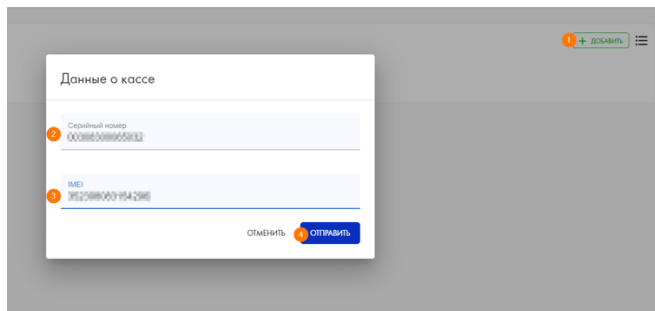 1 + ДОБАВИТЬ
Данные о кассе
Серийный номер
2
IMEI
3
ОТМЕНИТЬ 4 ОТПРАВИТЬ